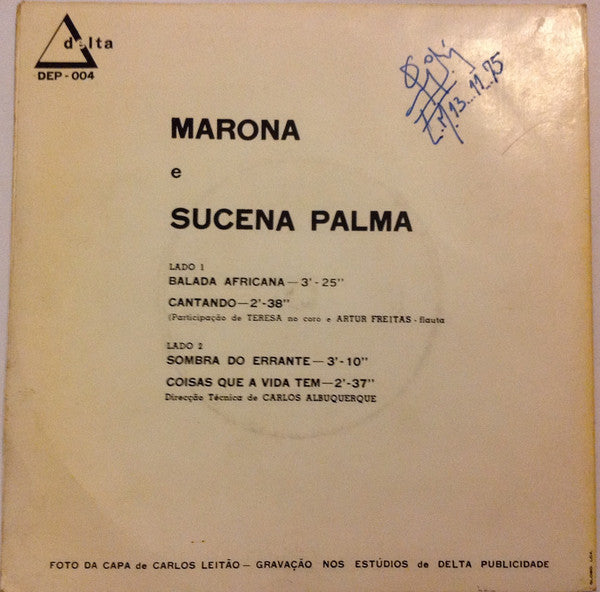 delta
DEP - 004
L.M. 13..11..75
MARONA
e
SUCENA PALMA
LADO 1
BALADA AFRICANA — 3' - 25"
CANTANDO — 2'-38"
(Participação de TERESA no coro e ARTUR FREITAS - flauta
LADO 2
SOMBRA DO ERRANTE — 3'-10"
COISAS QUE A VIDA TEM — 2'-37"
Direcção Técnica de CARLOS ALBUQUERQUE
FOTO DA CAPA de CARLOS LEITÃO — GRAVAÇÃO NOS ESTÚDIOS de DELTA PUBLICIDADE